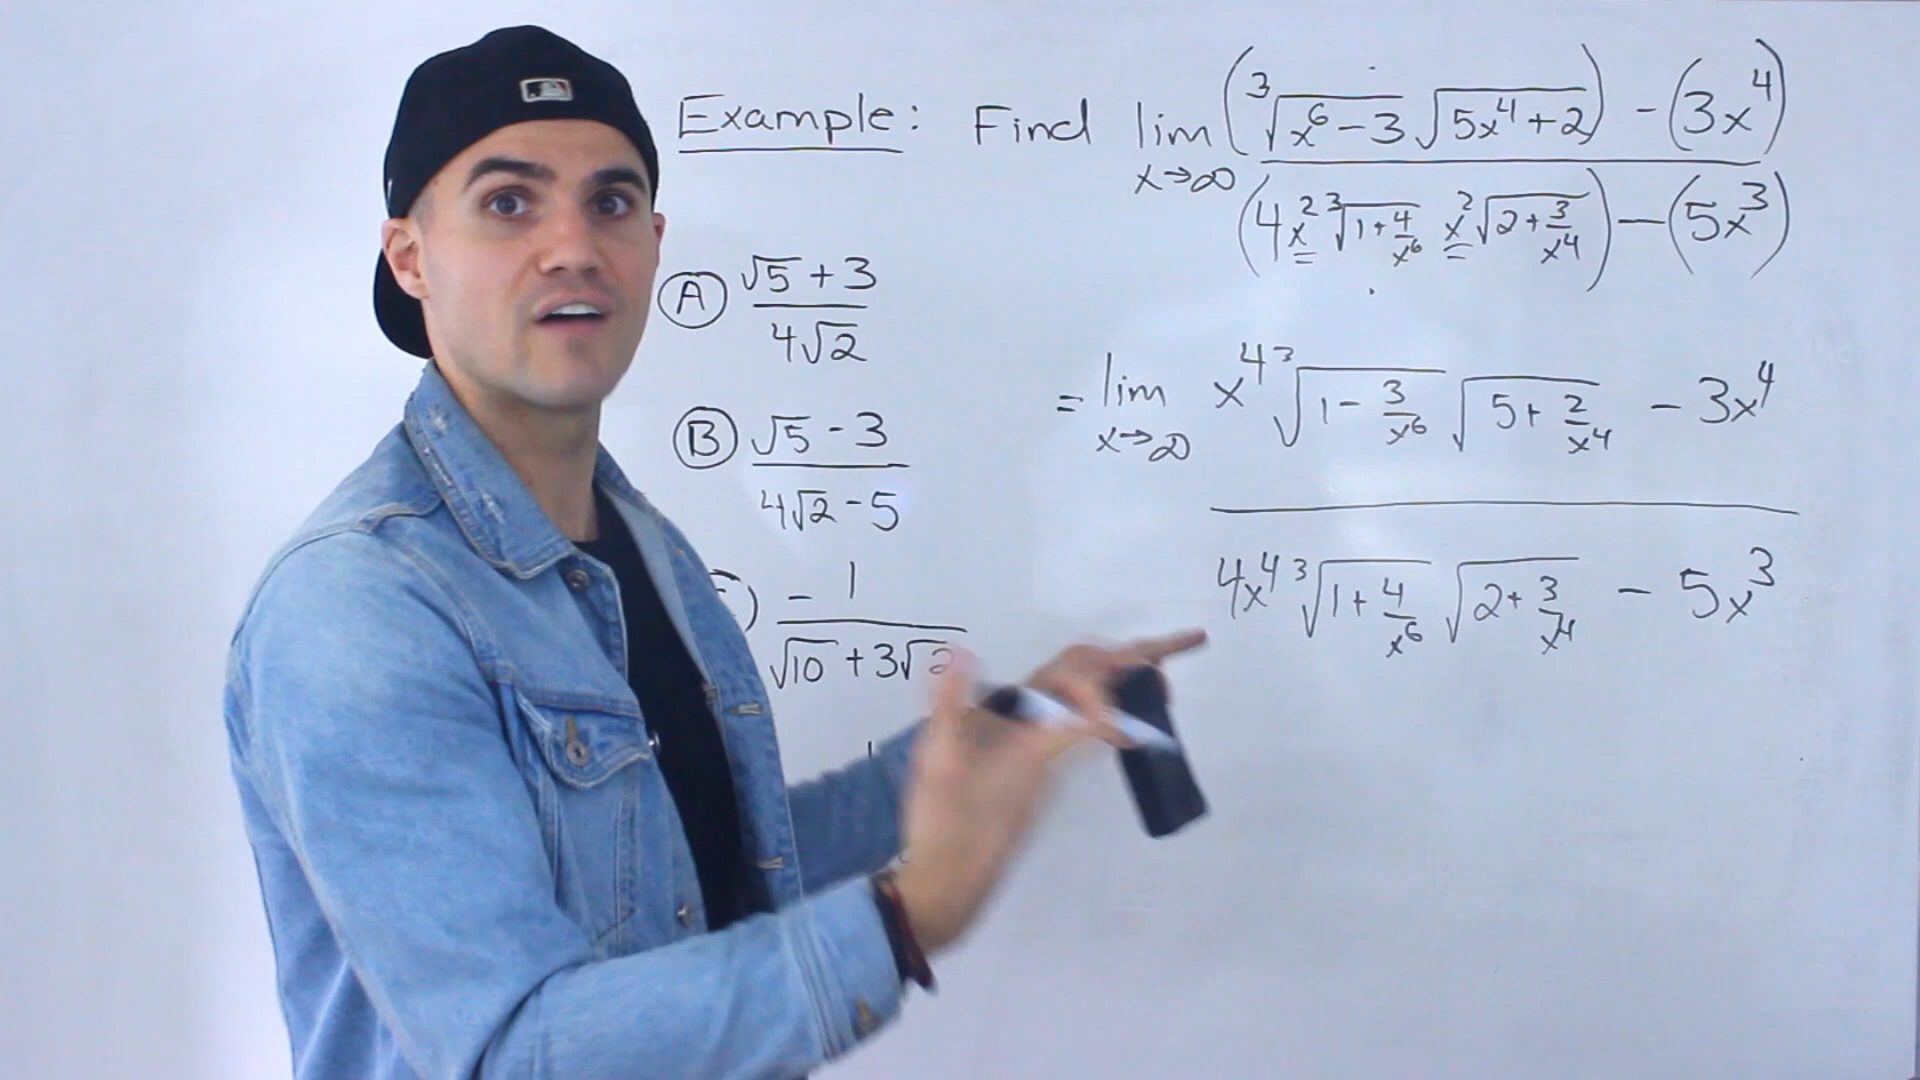 Example: Find lim x→∞ (∛(x⁶-3) √(5x⁴+2)) - (3x⁴)
(4x² ∛(1+4/x⁶) x² √(2+3/x⁴)) - (5x³)
A √5+3
4√2
B √5-3
4√2-5
-1
√10+3√2
= lim x→∞ x⁴ ∛(1-3/x⁶) √(5+2/x⁴) - 3x⁴
4x⁴ ∛(1+4/x⁶) √(2+3/x⁴) - 5x³